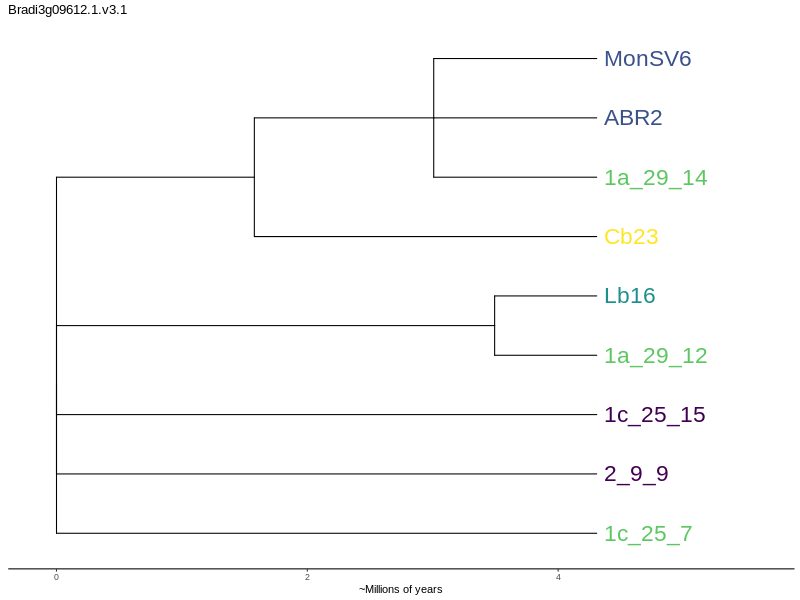 Bradi3g09612.1.v3.1
MonSV6
ABR2
1a_29_14
Cb23
Lb16
1a_29_12
1c_25_15
2_9_9
1c_25_7
0 2 4
~Millions of years